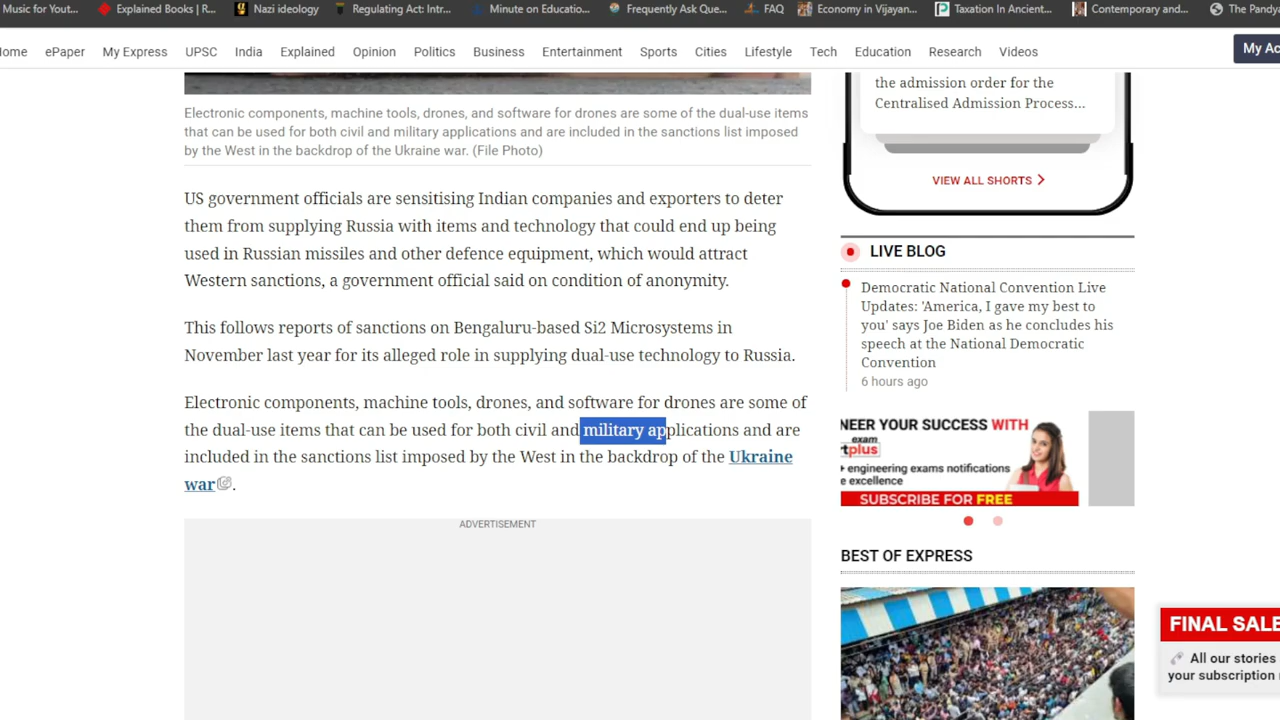 Music for Yout...
Explained Books | R...
Nazi ideology
Regulating Act: Intr...
Minute on Educatio...
Frequently Ask Que...
FAQ
Economy in Vijayan...
Taxation In Ancient...
Contemporary and...
The Pandya
ome
ePaper
My Express
UPSC
India
Explained
Opinion
Politics
Business
Entertainment
Sports
Cities
Lifestyle
Tech
Education
Research
Videos
My Ac
Electronic components, machine tools, drones, and software for drones are some of the dual-use items
that can be used for both civil and military applications and are included in the sanctions list imposed
by the West in the backdrop of the Ukraine war. (File Photo)
US government officials are sensitising Indian companies and exporters to deter
them from supplying Russia with items and technology that could end up being
used in Russian missiles and other defence equipment, which would attract
Western sanctions, a government official said on condition of anonymity.
This follows reports of sanctions on Bengaluru-based Si2 Microsystems in
November last year for its alleged role in supplying dual-use technology to Russia.
Electronic components, machine tools, drones, and software for drones are some of
the dual-use items that can be used for both civil and military applications and are
included in the sanctions list imposed by the West in the backdrop of the Ukraine
war.
ADVERTISEMENT
the admission order for the
Centralised Admission Process...
VIEW ALL SHORTS
LIVE BLOG
Democratic National Convention Live
Updates: 'America, I gave my best to
you' says Joe Biden as he concludes his
speech at the National Democratic
Convention
6 hours ago
NEER YOUR SUCCESS WITH
exam
rtplus
+ engineering exams notifications
e excellence
SUBSCRIBE FOR FREE
BEST OF EXPRESS
FINAL SALE
All our stories
your subscription